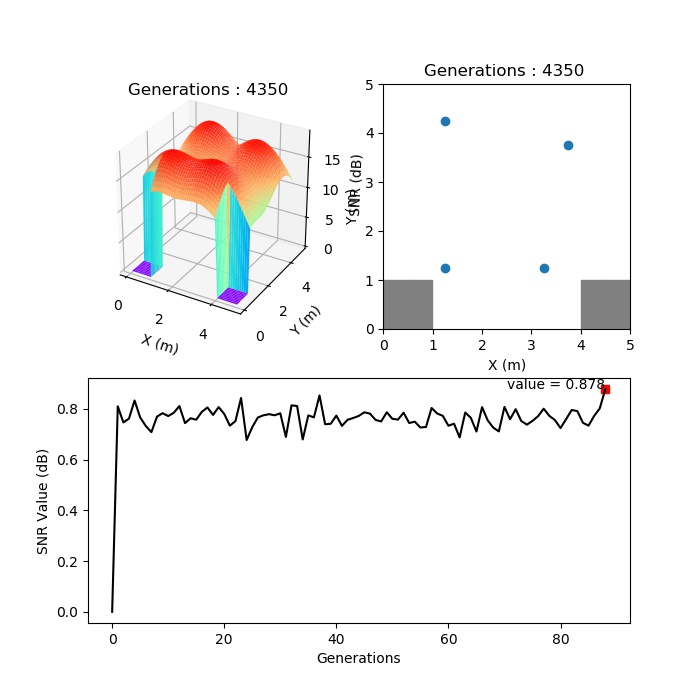 Generations : 4350
15
10
5
0
SNR (dB)
0
2
4
X (m)
0
2
4
Y (m)
Generations : 4350
5
4
3
2
1
0
Y (m)
0 1 2 3 4 5
X (m)
value = 0.878
0.8
0.6
0.4
0.2
0.0
SNR Value (dB)
0 20 40 60 80
Generations